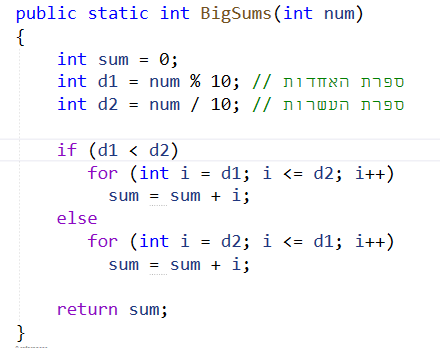 public static int BigSums(int num)
{
int sum = 0;
int d1 = num % 10; // ספרת האחדות
int d2 = num / 10; // ספרת העשרות
if (d1 < d2)
for (int i = d1; i <= d2; i++)
sum = sum + i;
else
for (int i = d2; i <= d1; i++)
sum = sum + i;
return sum;
}